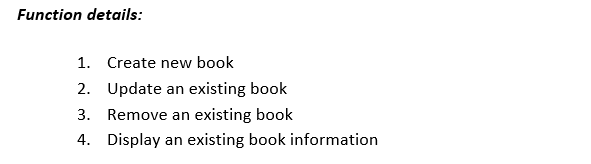 Function details:
1. Create new book
2. Update an existing book
3. Remove an existing book
4. Display an existing book information